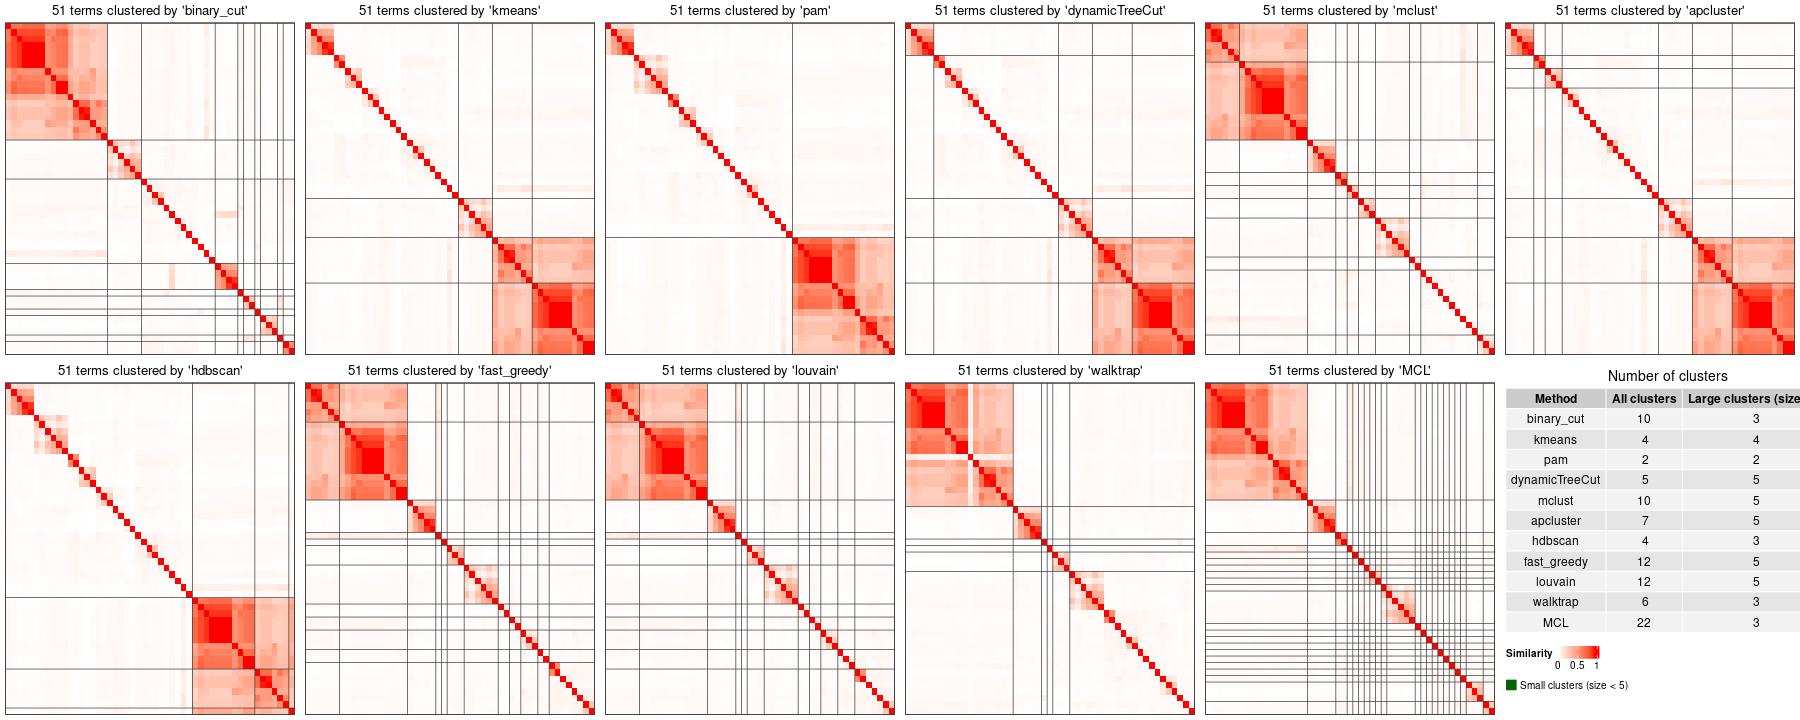 51 terms clustered by 'binary_cut'
51 terms clustered by 'kmeans'
51 terms clustered by 'pam'
51 terms clustered by 'dynamicTreeCut'
51 terms clustered by 'mclust'
51 terms clustered by 'apcluster'
51 terms clustered by 'hdbscan'
51 terms clustered by 'fast_greedy'
51 terms clustered by 'louvain'
51 terms clustered by 'walktrap'
51 terms clustered by 'MCL'
Number of clusters
Method All clusters Large clusters (size
binary_cut 10 3
kmeans 4 4
pam 2 2
dynamicTreeCut 5 5
mclust 10 5
apcluster 7 5
hdbscan 4 3
fast_greedy 12 5
louvain 12 5
walktrap 6 3
MCL 22 3
Similarity
0 0.5 1
Small clusters (size < 5)